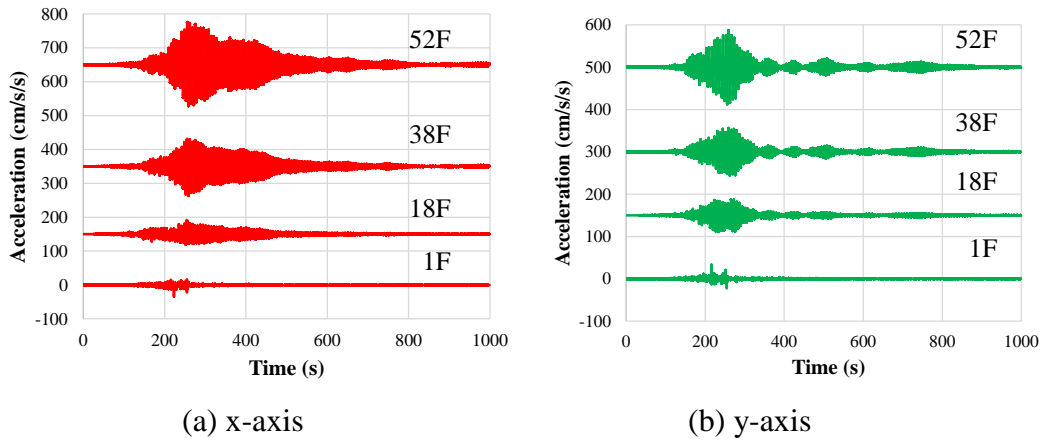 800
700
600
500
400
300
200
100
0
-100
Acceleration (cm/s/s)
52F
38F
18F
1F
0 200 400 600 800 1000
Time (s)
(a) x-axis
600
500
400
300
200
100
0
-100
Acceleration (cm/s/s)
52F
38F
18F
1F
0 200 400 600 800 1000
Time (s)
(b) y-axis